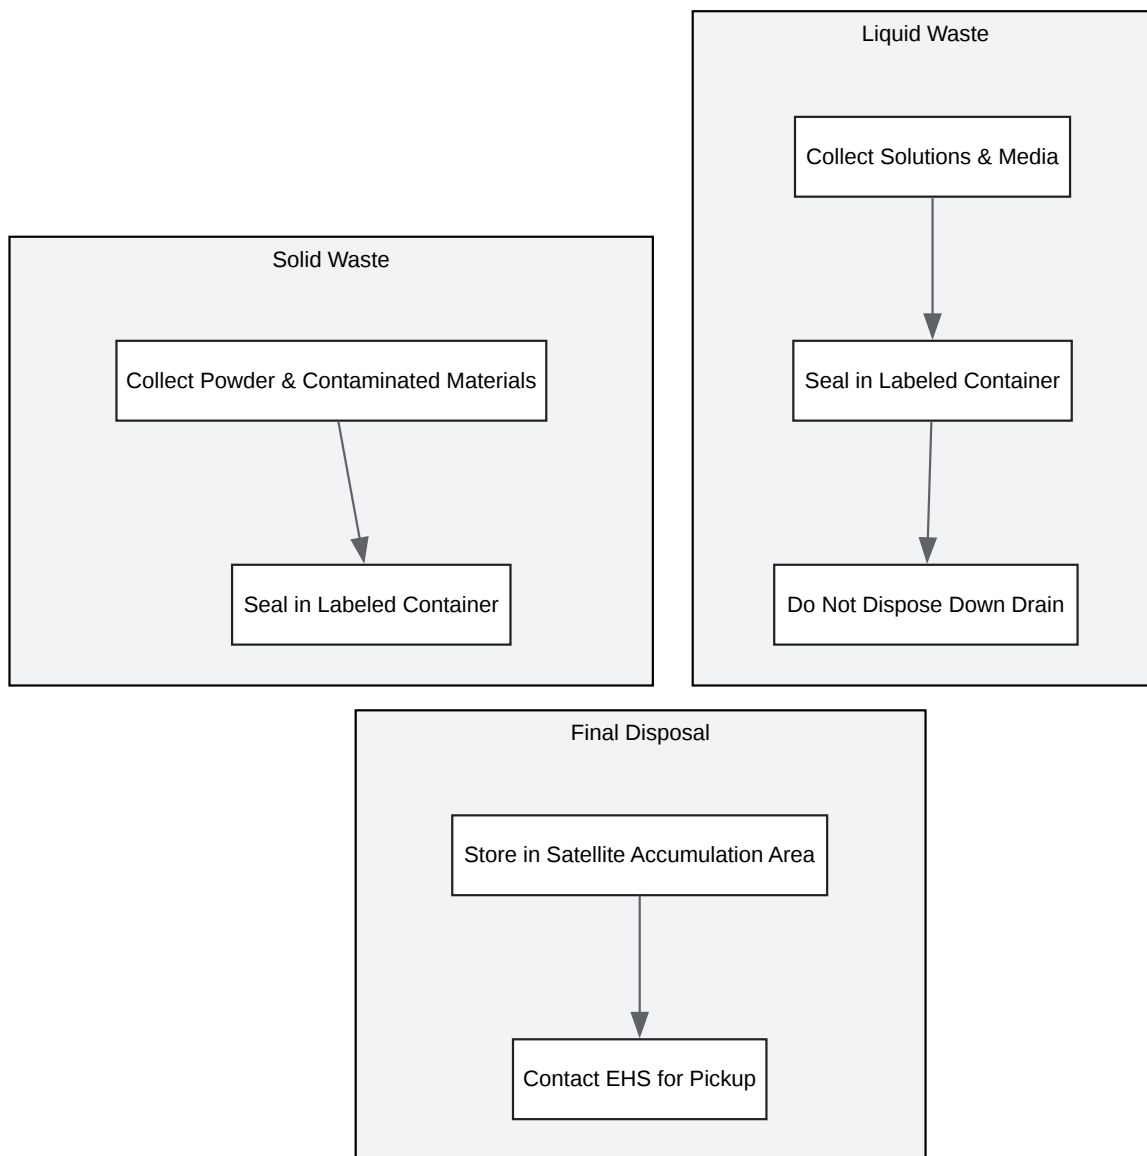 Liquid Waste
Collect Solutions & Media
Seal in Labeled Container
Do Not Dispose Down Drain
Solid Waste
Collect Powder & Contaminated Materials
Seal in Labeled Container
Final Disposal
Store in Satellite Accumulation Area
Contact EHS for Pickup